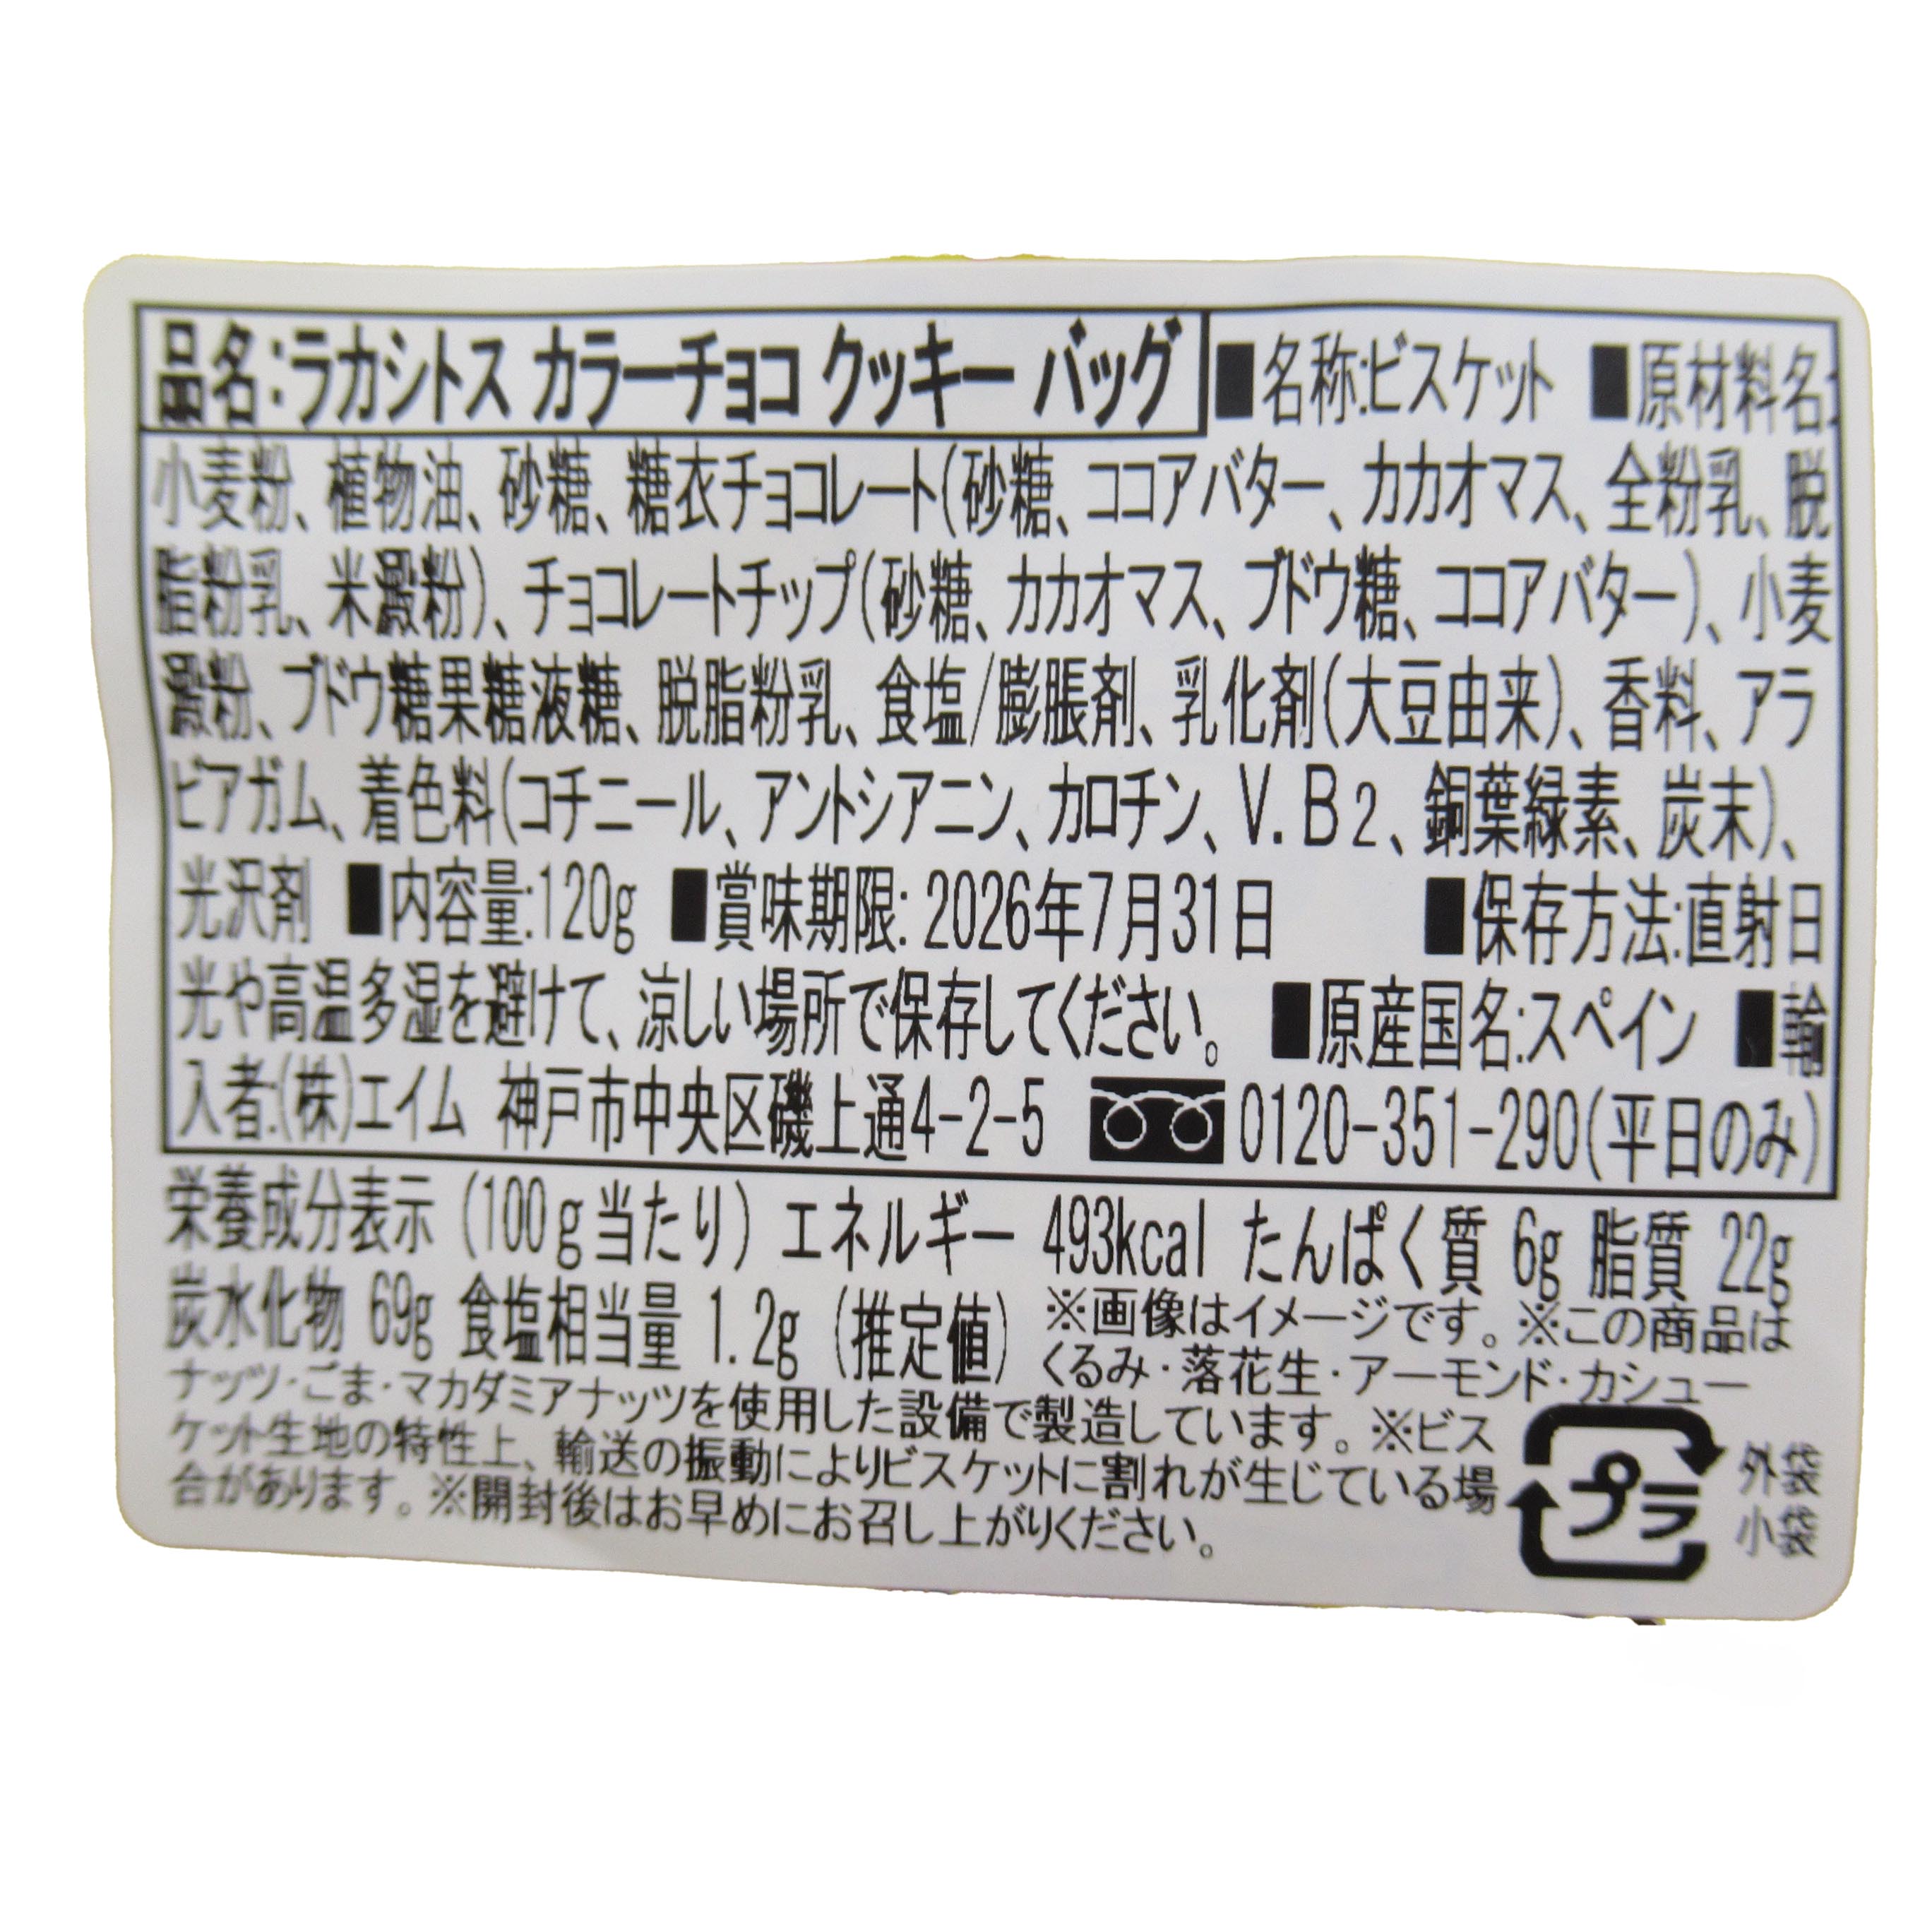 品名:ラカシトス カラーチョコ クッキー バッグ ■名称:ビスケット ■原材料名:
小麦粉、植物油、砂糖、糖衣チョコレート(砂糖、ココアバター、カカオマス、全粉乳、脱
脂粉乳、米澱粉)、チョコレートチップ(砂糖、カカオマス、ブドウ糖、ココアバター)、小麦
澱粉、ブドウ糖果糖液糖、脱脂粉乳、食塩/膨脹剤、乳化剤(大豆由来)、香料、アラ
ビアガム、着色料(コチニール、アントシアニン、カロチン、V.B2、銅葉緑素、炭末)、
光沢剤 ■内容量:120g ■賞味期限:2026年7月31日 ■保存方法:直射日
光や高温多湿を避けて、涼しい場所で保存してください。 ■原産国名:スペイン ■輸
入者:(株)エイム 神戸市中央区磯上通4-2-5 0120-351-290(平日のみ)
栄養成分表示 (100g当たり) エネルギー 493kcal たんぱく質 6g 脂質 22g
炭水化物 69g 食塩相当量 1.2g (推定値) ※画像はイメージです。※この商品は
くるみ・落花生・アーモンド・カシュー
ナッツ・ごま・マカダミアナッツを使用した設備で製造しています。※ビス
ケット生地の特性上、輸送の振動によりビスケットに割れが生じている場
合があります。※開封後はお早めにお召し上がりください。
プラ 外袋
小袋